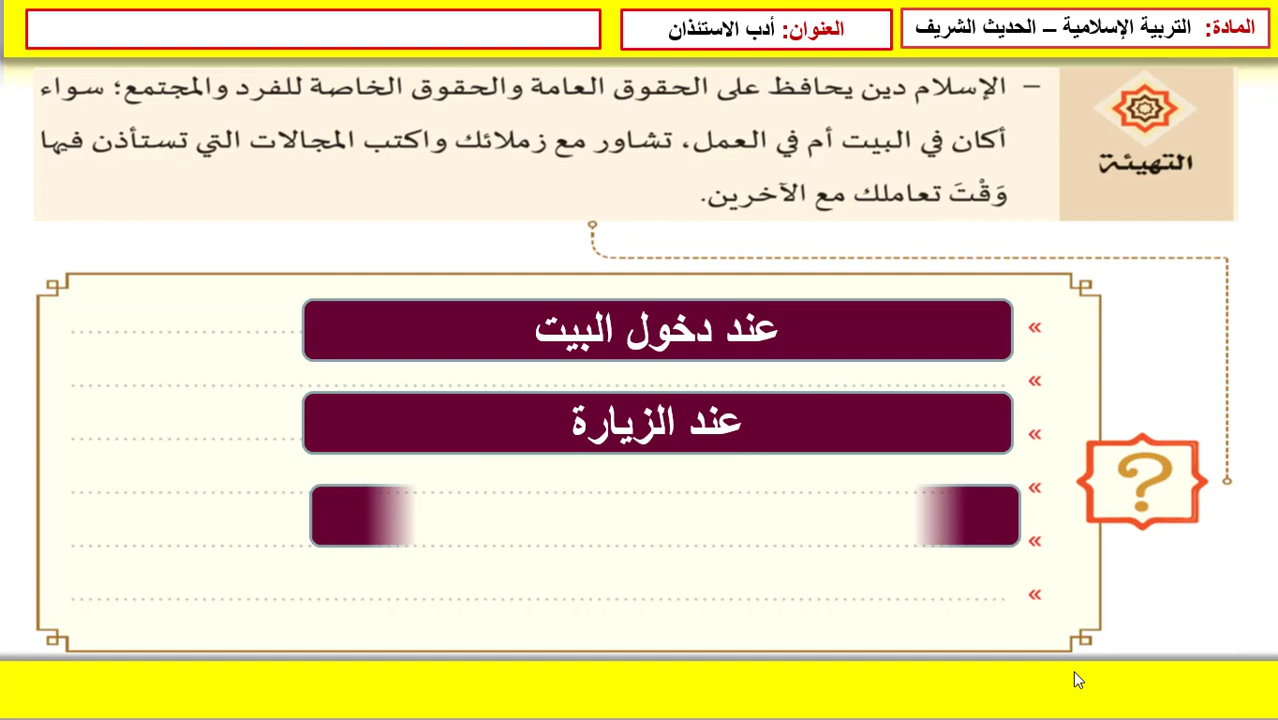 المادة: التربية الإسلامية – الحديث الشريف
العنوان: أدب الاستئذان
التهيئة
– الإسلام دين يحافظ على الحقوق العامة والحقوق الخاصة للفرد والمجتمع؛ سواء
أكان في البيت أم في العمل، تشاور مع زملائك واكتب المجالات التي تستأذن فيها
وَقْتَ تعاملك مع الآخرين.
عند دخول البيت
عند الزيارة
؟